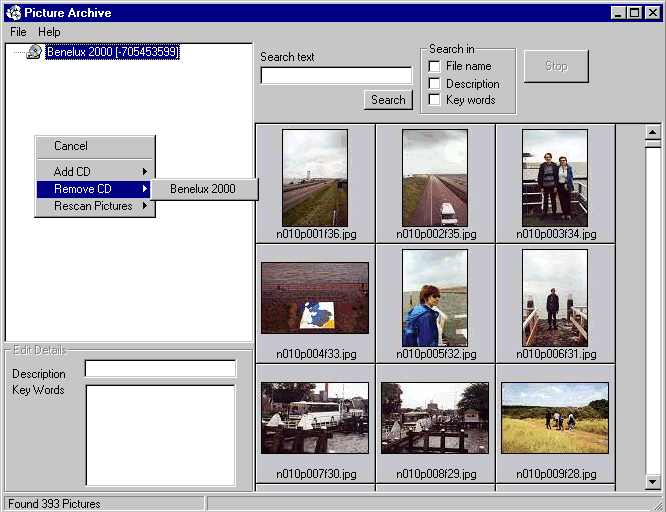 Picture Archive
File Help
Benelux 2000 [-705453599]
Search text
Search
Search in
File name
Description
Key words
Stop
Cancel
Add CD
Remove CD
Benelux 2000
Rescan Pictures
n010p001f36.jpg n010p002f35.jpg n010p003f34.jpg
n010p004f33.jpg n010p005f32.jpg n010p006f31.jpg
n010p007f30.jpg n010p008f29.jpg n010p009f28.jpg
Edit Details
Description
Key Words
Found 393 Pictures